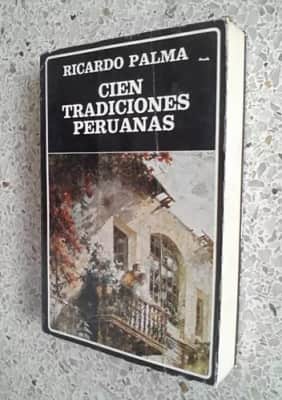 RICARDO PALMA
CIEN
TRADICIONES
PERUANAS